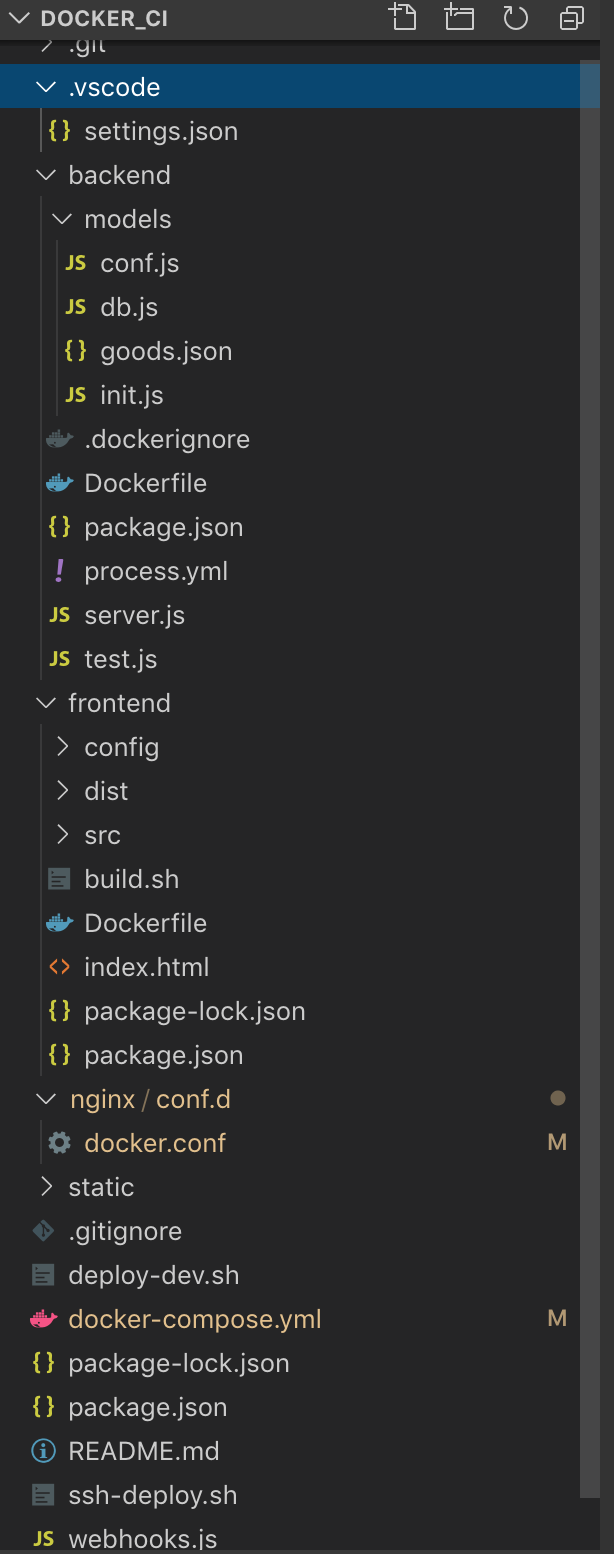 DOCKER_CI
.git
.vscode
{} settings.json
backend
models
JS conf.js
JS db.js
{} goods.json
JS init.js
.dockerignore
Dockerfile
{} package.json
! process.yml
JS server.js
JS test.js
frontend
config
dist
src
build.sh
Dockerfile
<> index.html
{} package-lock.json
{} package.json
nginx / conf.d
docker.conf M
static
.gitignore
deploy-dev.sh
docker-compose.yml M
{} package-lock.json
{} package.json
README.md
ssh-deploy.sh
JS webhooks.js